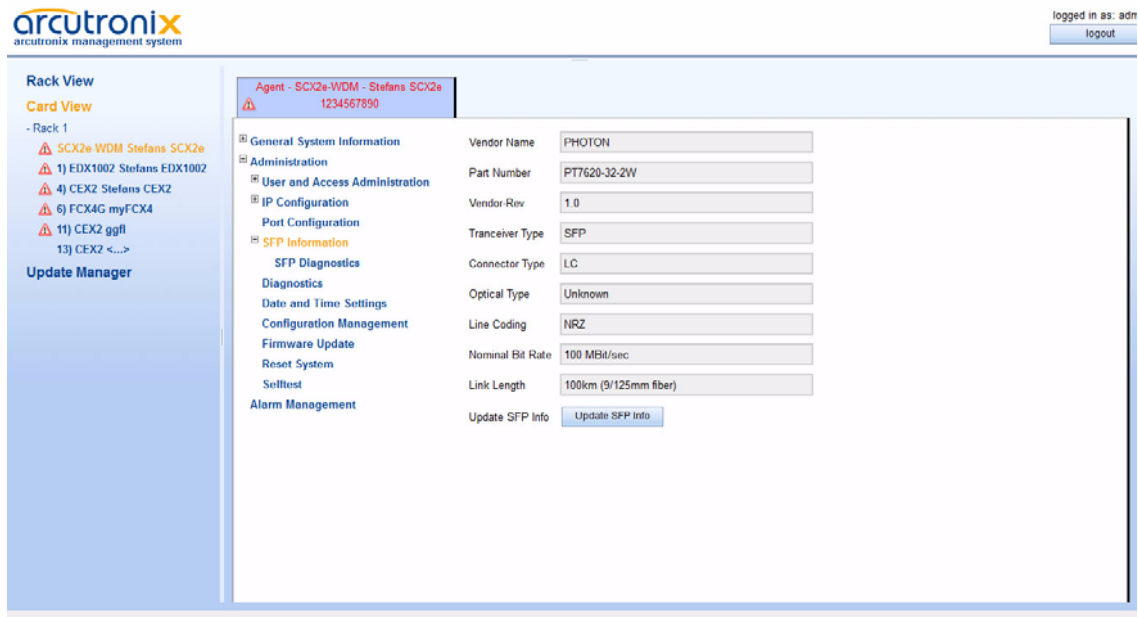 arcutronix
arcutronix management system
logged in as: adm
logout
Rack View
Card View
- Rack 1
SCX2e-WDM Stefans SCX2e
1) EDX1002 Stefans EDX1002
4) CEX2 Stefans CEX2
6) FCX4G myFCX4
11) CEX2 ggfl
13) CEX2 <...>
Update Manager
Agent - SCX2e-WDM - Stefans SCX2e
1234567890
General System Information
Administration
User and Access Administration
IP Configuration
Port Configuration
SFP Information
SFP Diagnostics
Diagnostics
Date and Time Settings
Configuration Management
Firmware Update
Reset System
Selftest
Alarm Management
Vendor Name PHOTON
Part Number PT7620-32-2W
Vendor-Rev 1.0
Tranceiver Type SFP
Connector Type LC
Optical Type Unknown
Line Coding NRZ
Nominal Bit Rate 100 MBit/sec
Link Length 100km (9/125mm fiber)
Update SFP Info Update SFP Info